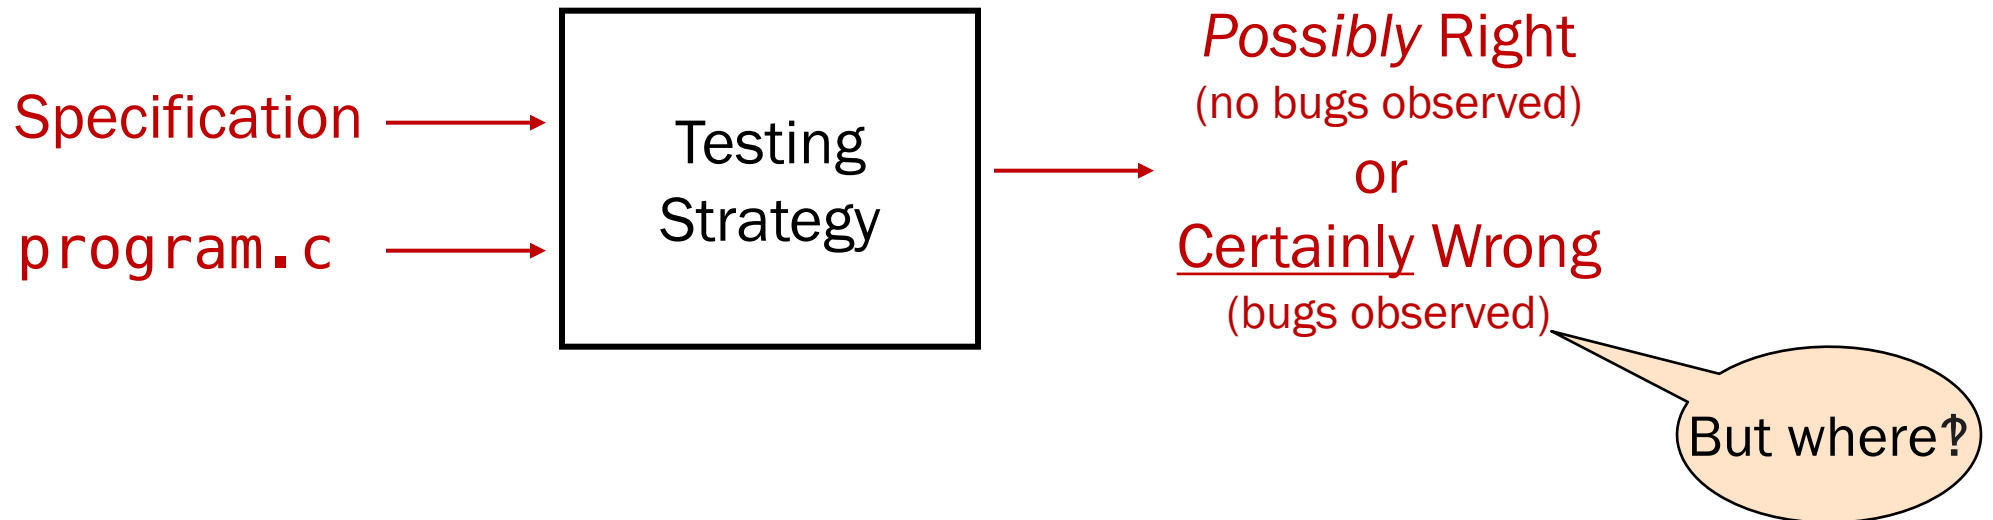 Specification
program.c
Testing
Strategy
Possibly Right
(no bugs observed)
or
Certainly Wrong
(bugs observed)
But where‽